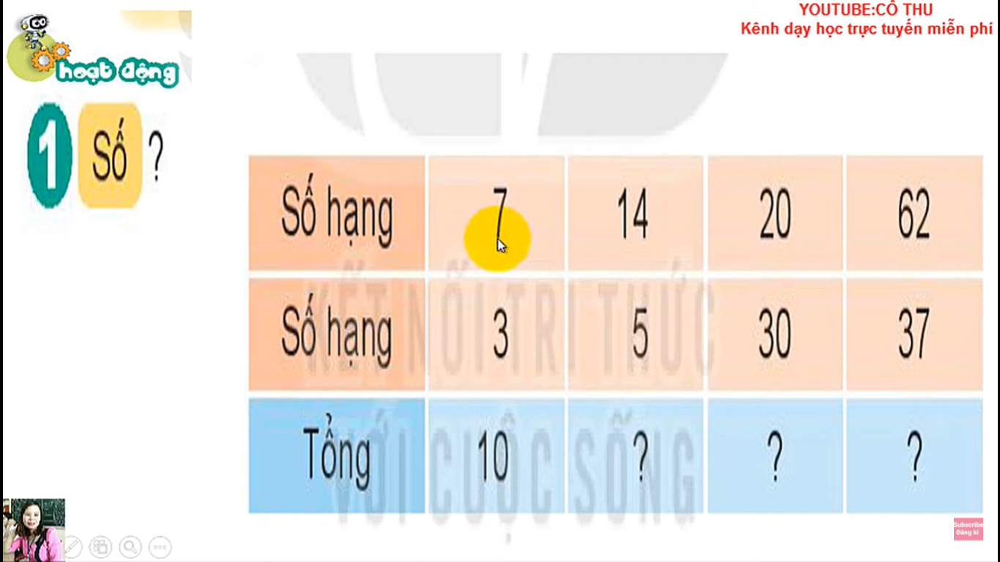 YOUTUBE:CÔ THU
Kênh dạy học trực tuyến miễn phí
hoạt động
1 Số ?
Số hạng 7 14 20 62
Số hạng 3 5 30 37
KẾT NỐI TRI THỨC
Tổng 10 ? ? ?
VỚI CUỘC SỐNG
Subscribe
Đăng kí